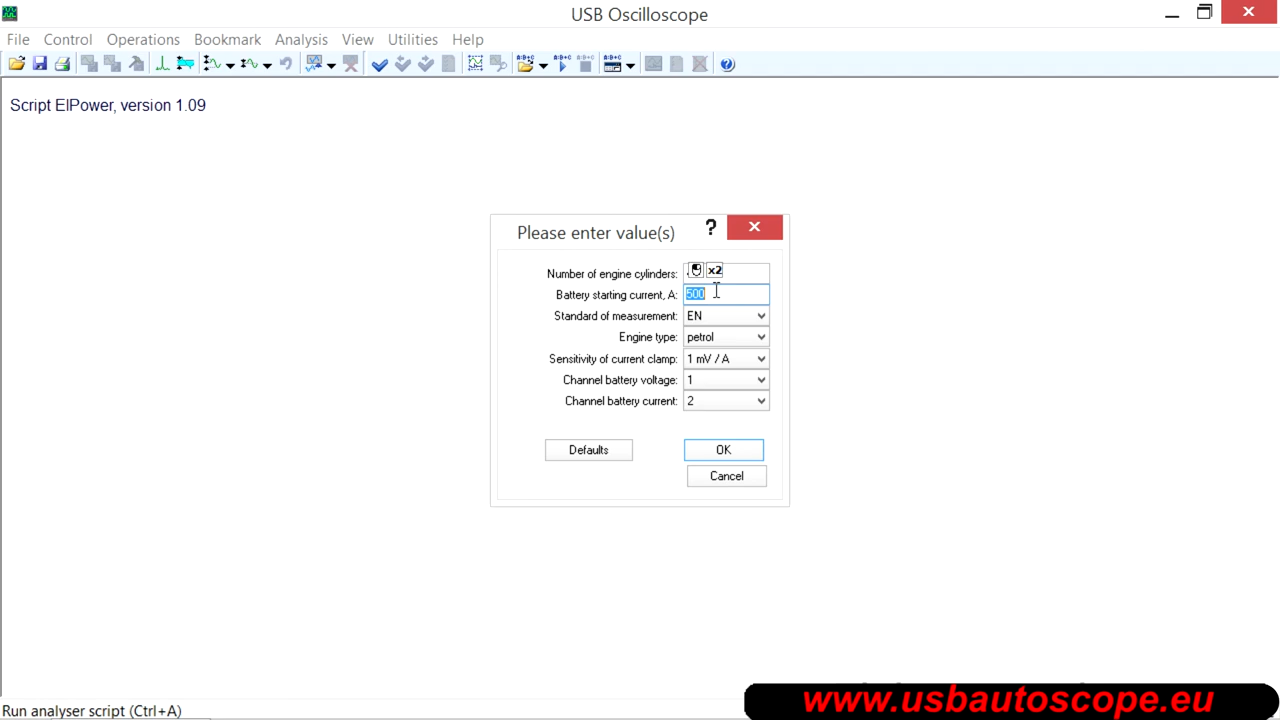 USB Oscilloscope
File Control Operations Bookmark Analysis View Utilities Help
Script ElPower, version 1.09
Please enter value(s) ?
Number of engine cylinders:
x2
Battery starting current, A: 500
Standard of measurement: EN
Engine type: petrol
Sensitivity of current clamp: 1 mV / A
Channel battery voltage: 1
Channel battery current: 2
Defaults OK
Cancel
Run analyser script (Ctrl+A)
www.usbautoscope.eu